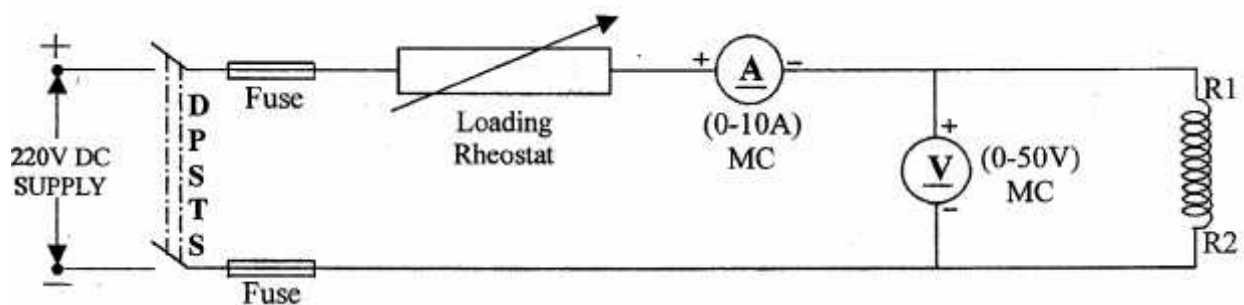 +
Fuse
Loading
Rheostat
+
A
−
(0-10A)
MC
R1
D
P
S
T
S
220V DC
SUPPLY
+
V
−
(0-50V)
MC
R2
−
Fuse